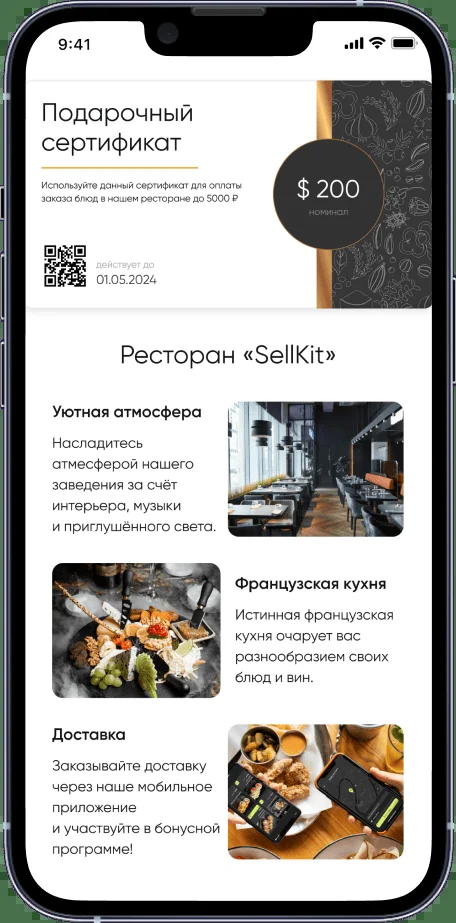 9:41
Подарочный
сертификат
Используйте данный сертификат для оплаты
заказа блюд в нашем ресторане до 5000 ₽
$ 200
номинал
действует до
01.05.2024
Ресторан «SellKit»
Уютная атмосфера
Насладитесь
атмесферой нашего
заведения за счёт
интерьера, музыки
и приглушённого света.
Французская кухня
Истинная французская
кухня очарует вас
разнообразием своих
блюд и вин.
Доставка
Заказывайте доставку
через наше мобильное
приложение
и участвуйте в бонусной
программе!